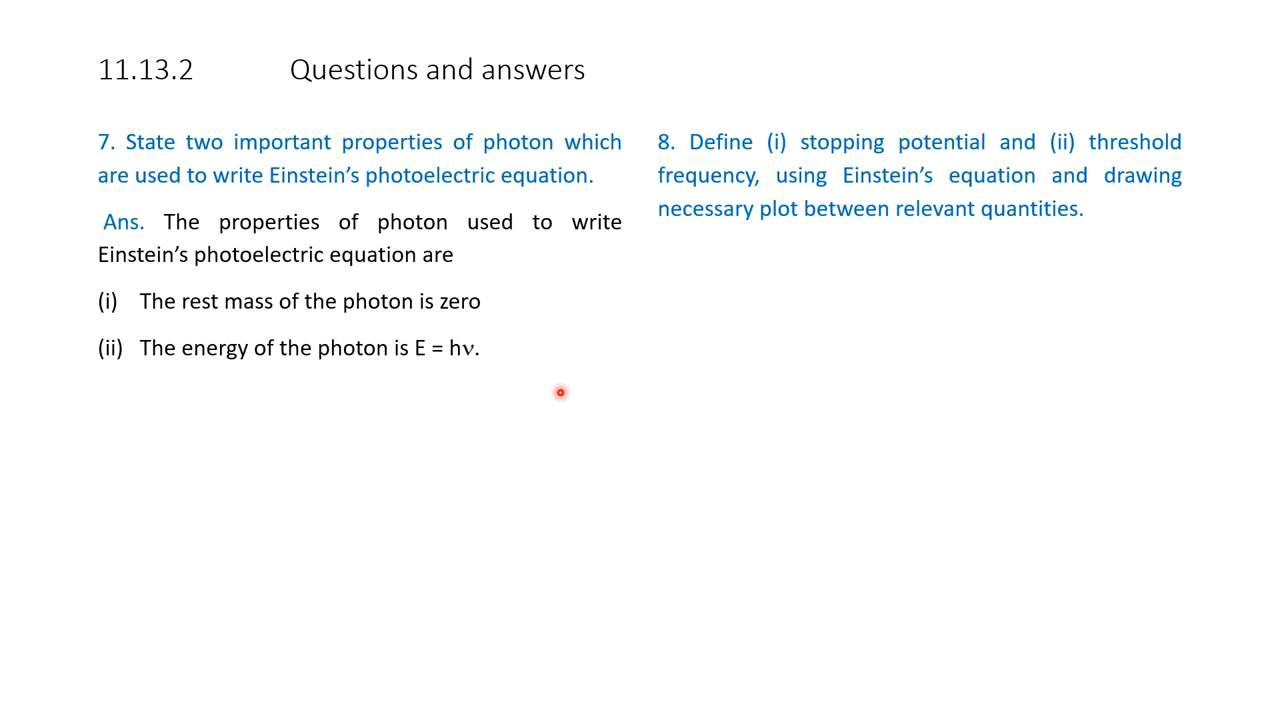 11.13.2 Questions and answers
7. State two important properties of photon which
are used to write Einstein’s photoelectric equation.
Ans. The properties of photon used to write
Einstein’s photoelectric equation are
(i) The rest mass of the photon is zero
(ii) The energy of the photon is E = hν.
8. Define (i) stopping potential and (ii) threshold
frequency, using Einstein’s equation and drawing
necessary plot between relevant quantities.